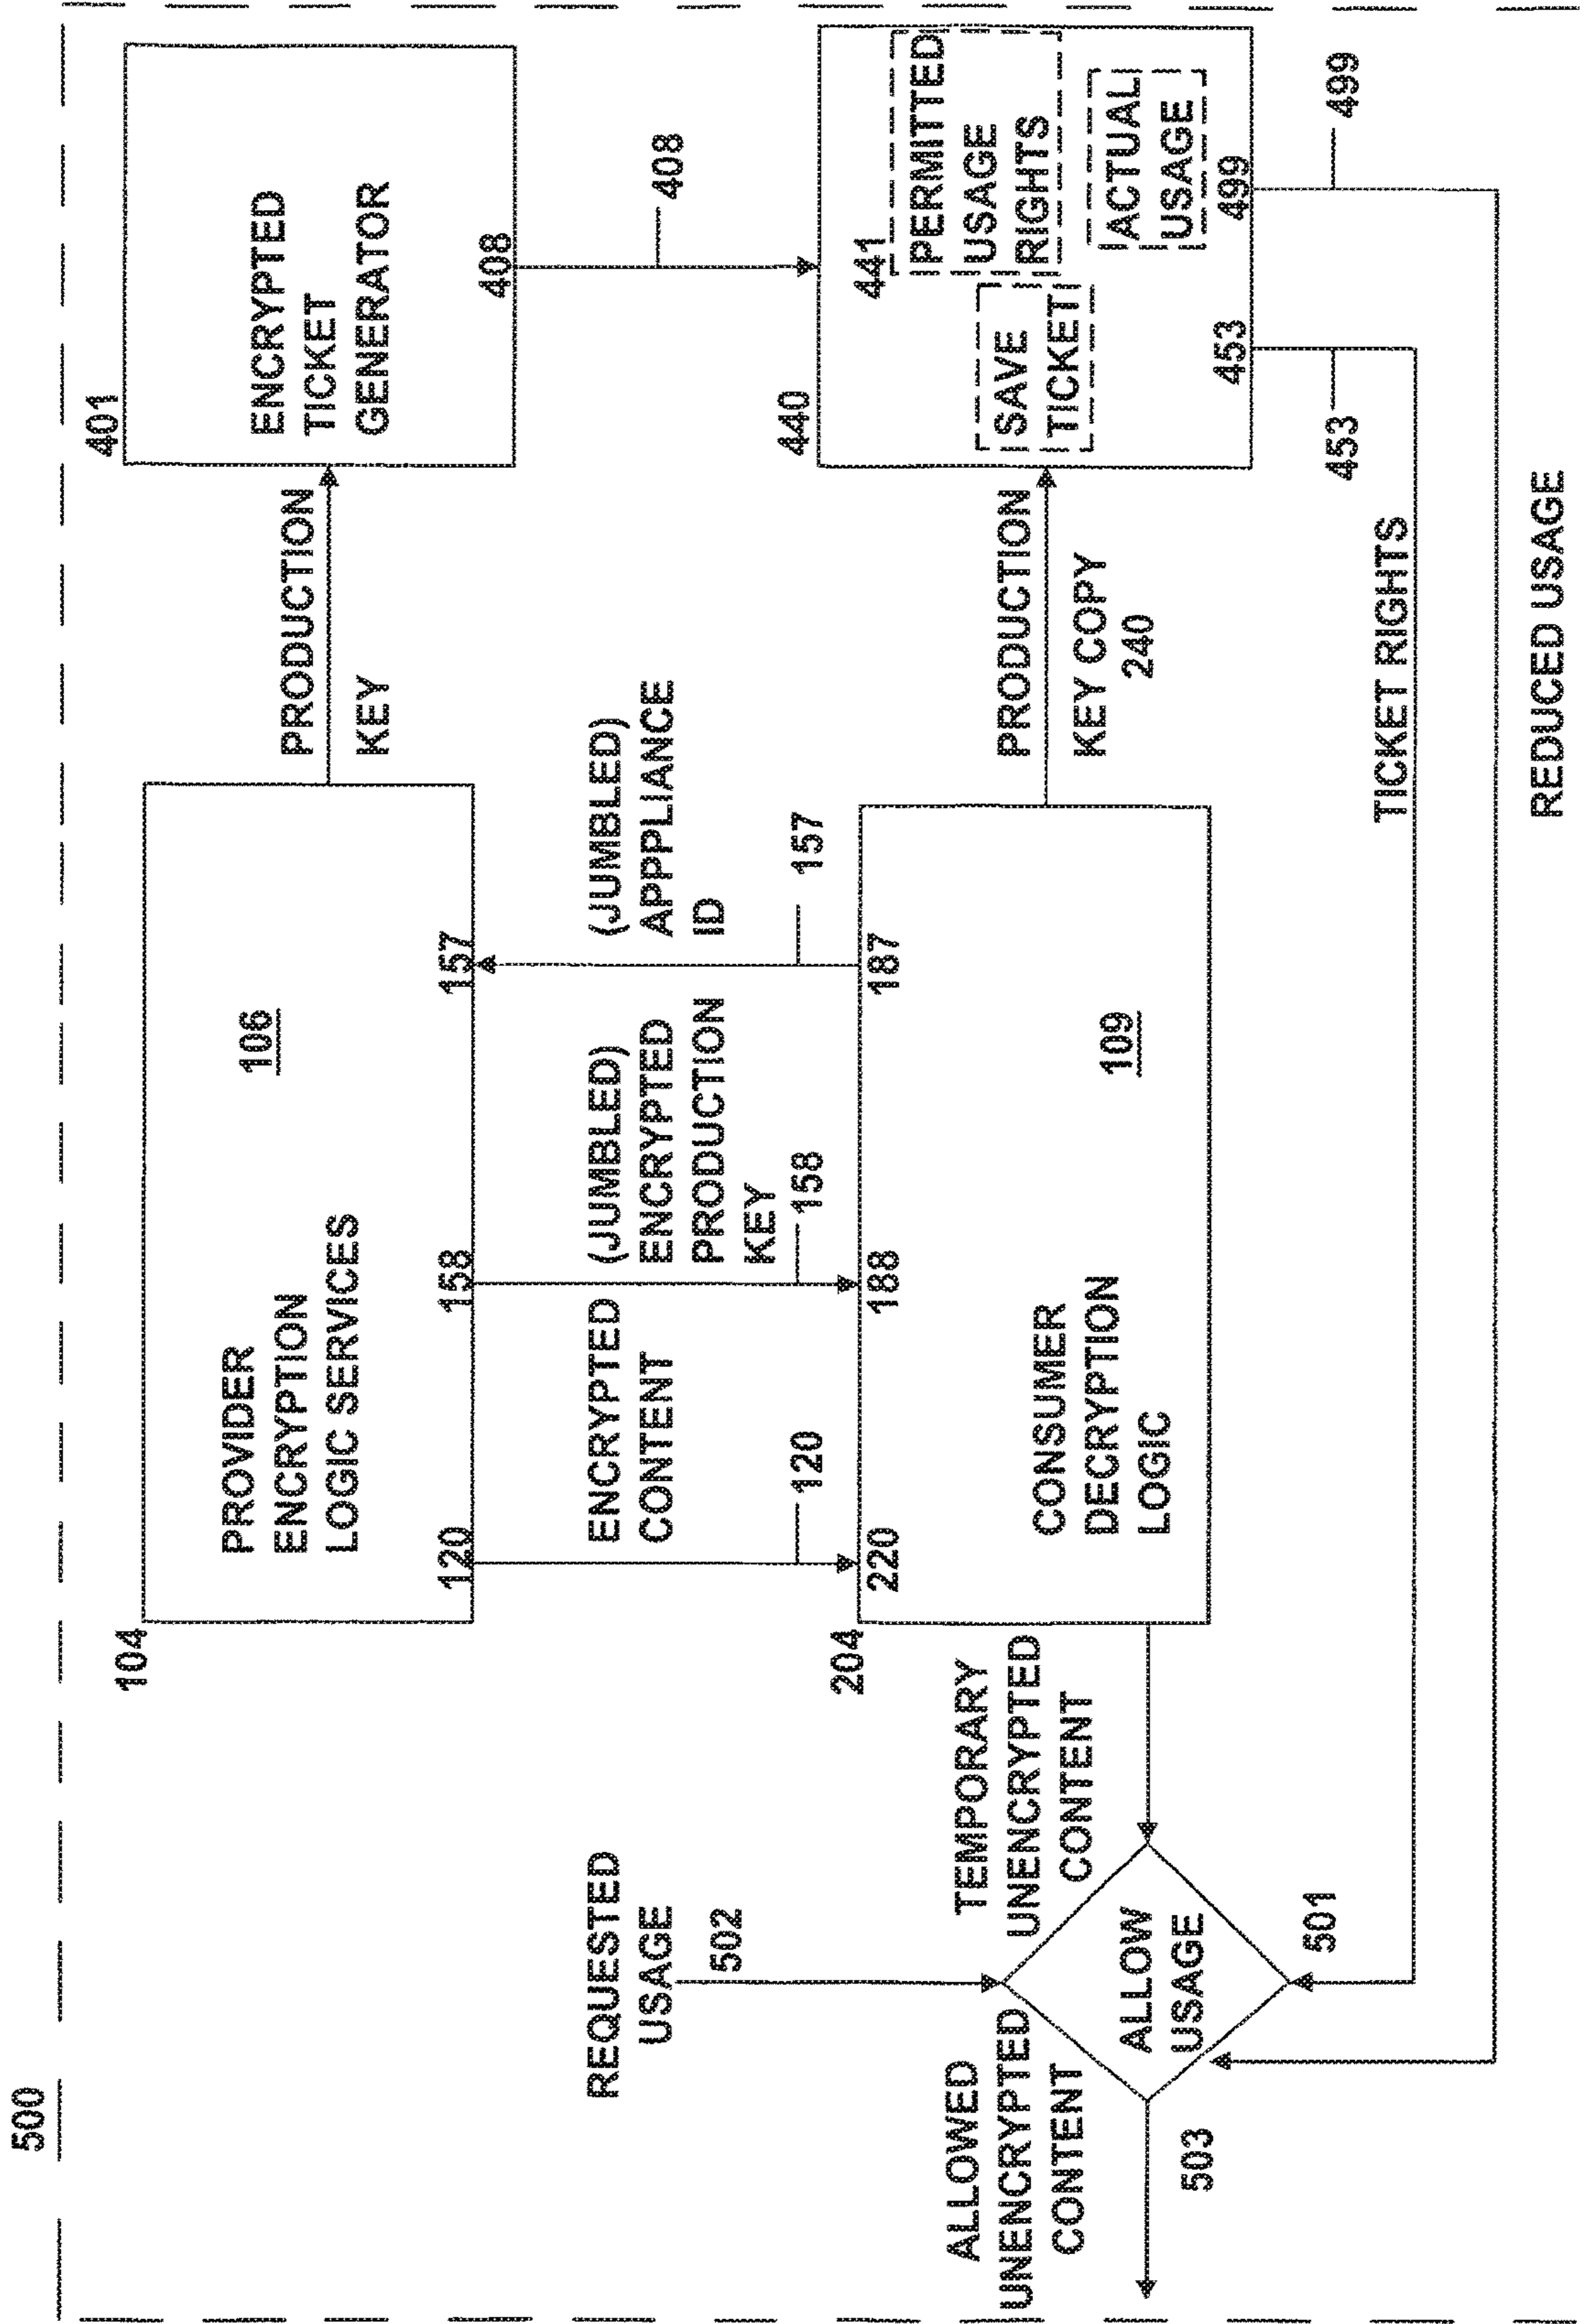 500
104
106
PROVIDER
ENCRYPTION
LOGIC SERVICES
120
158
157
PRODUCTION
KEY
401
ENCRYPTED
TICKET
GENERATOR
408
408
REQUESTED
USAGE
502
ENCRYPTED
CONTENT
120
(JUMBLED)
ENCRYPTED
PRODUCTION
KEY
158
(JUMBLED)
APPPLIANCE
ID
157
204
220
188
187
CONSUMER
DECRYPTION
LOGIC
109
PRODUCTION
KEY COPY
240
440
441
SAVE
TICKET
PERMITTED
USAGE
RIGHTS
ACTUAL
USAGE
453
499
453
499
ALLOWED
UNENCRYPTED
CONTENT
503
ALLOW
USAGE
TEMPORARY
UNENCRYPTED
CONTENT
501
TICKET RIGHTS
REDUCED USAGE